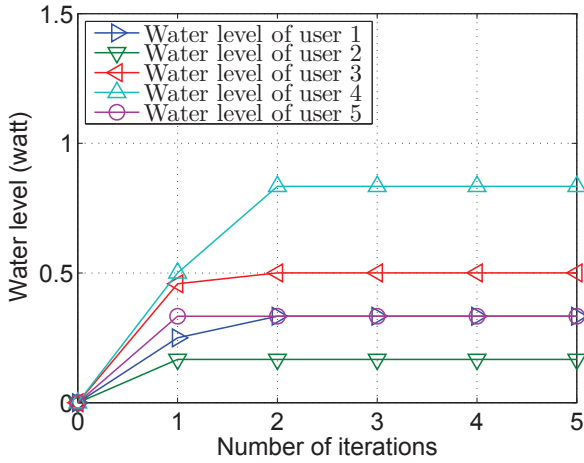 1.5
1
0.5
0
Water level (watt)
Water level of user 1
Water level of user 2
Water level of user 3
Water level of user 4
Water level of user 5
0 1 2 3 4 5
Number of iterations